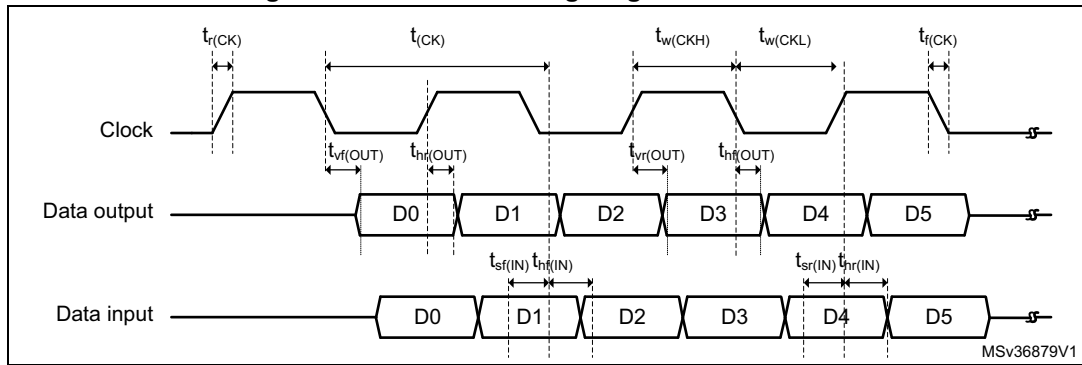 tr(CK) t(CK) tw(CKH) tw(CKL) tf(CK)
Clock
tvf(OUT) thr(OUT) tvr(OUT) thf(OUT)
Data output D0 D1 D2 D3 D4 D5
tsf(IN) thf(IN) tsr(IN) thr(IN)
Data input D0 D1 D2 D3 D4 D5
MSv36879V1